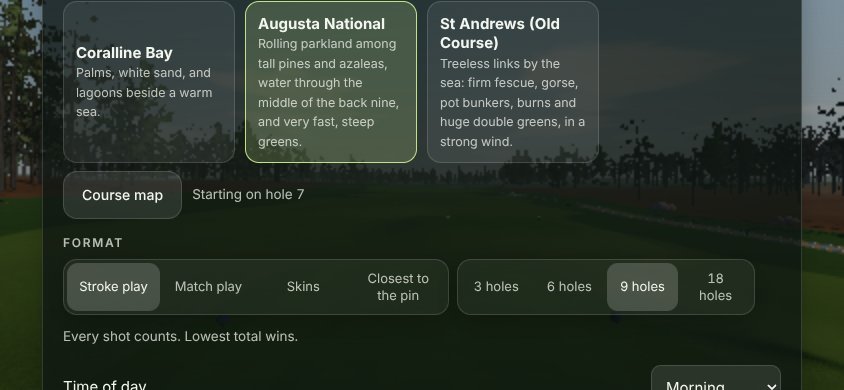 Coralline Bay
Palms, white sand, and
lagoons beside a warm
sea.
Augusta National
Rolling parkland among
tall pines and azaleas,
water through the
middle of the back nine,
and very fast, steep
greens.
St Andrews (Old
Course)
Treeless links by the
sea: firm fescue, gorse,
pot bunkers, burns and
huge double greens, in a
strong wind.
Course map
Starting on hole 7
FORMAT
Stroke play
Match play
Skins
Closest to
the pin
3 holes
6 holes
9 holes
18
holes
Every shot counts. Lowest total wins.
Time of day
Morning